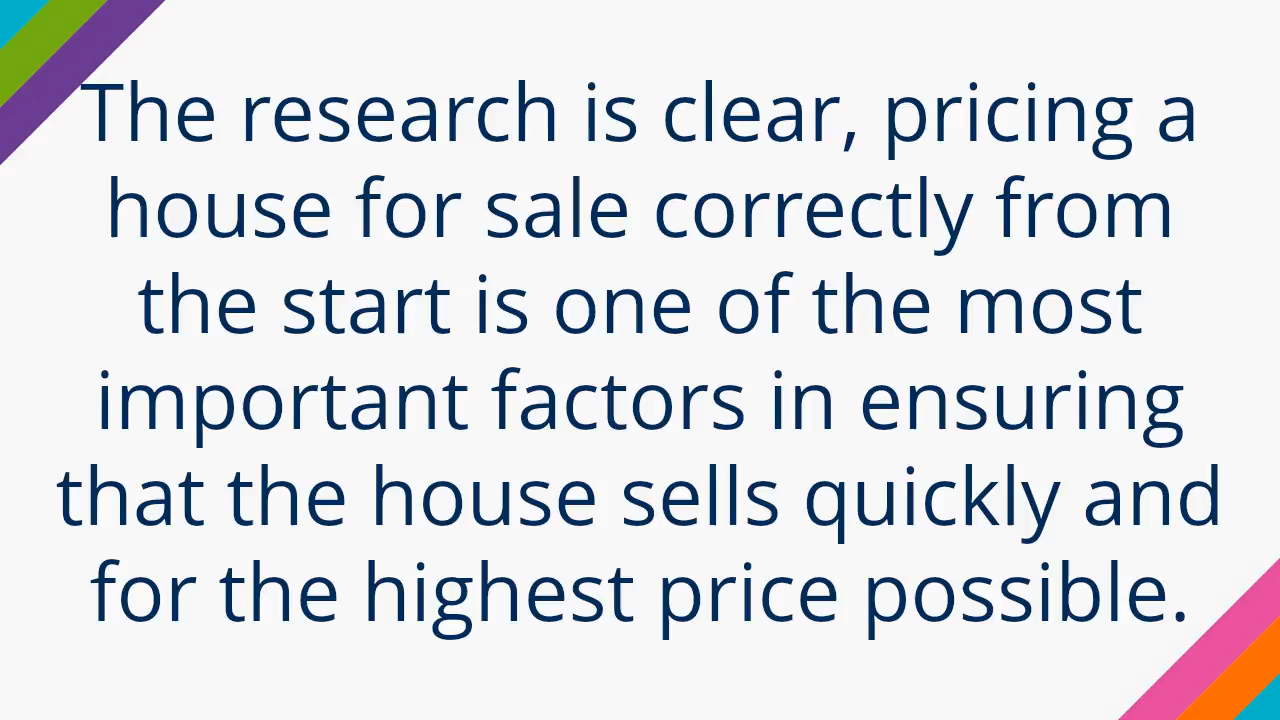 The research is clear, pricing a
house for sale correctly from
the start is one of the most
important factors in ensuring
that the house sells quickly and
for the highest price possible.